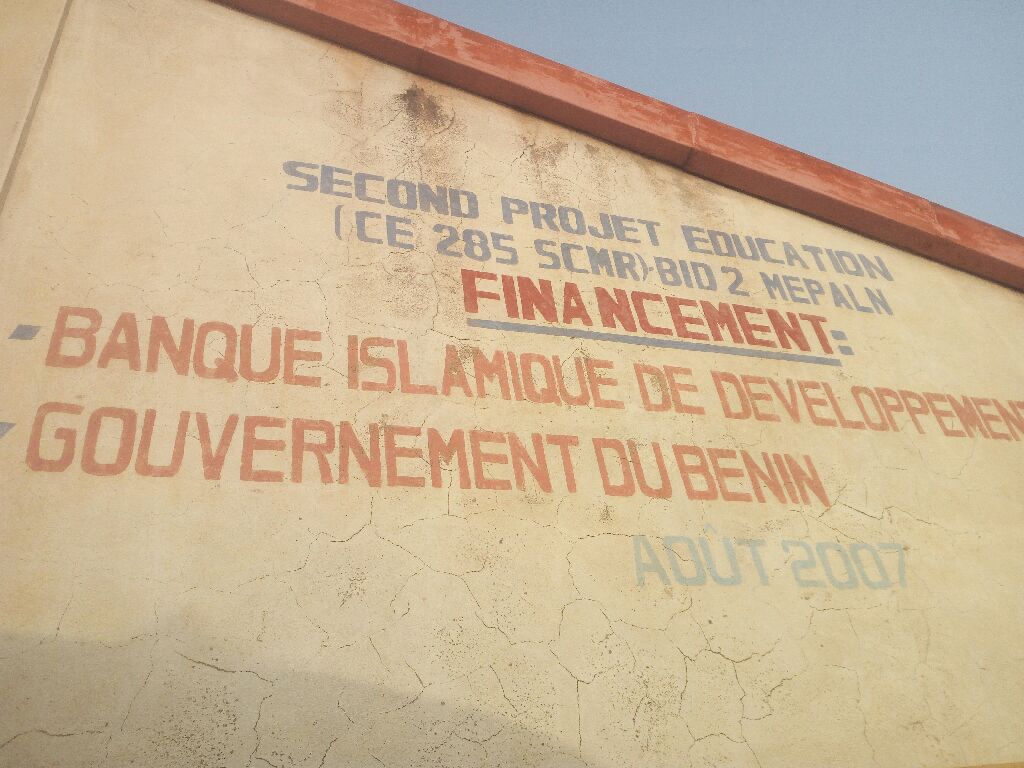 SECOND PROJET EDUCATION
(CE 285 SCMR)-BID 2 MEPALN
FINANCEMENT:
- BANQUE ISLAMIQUE DE DEVELOPPEMENT
- GOUVERNEMENT DU BENIN
AOÛT 2007